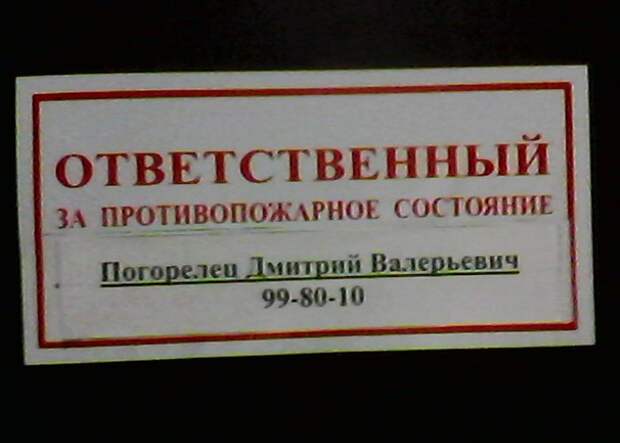 ОТВЕТСТВЕННЫЙ
ЗА ПРОТИВОПОЖАРНОЕ СОСТОЯНИЕ
Погорелец Дмитрий Валерьевич
99-80-10